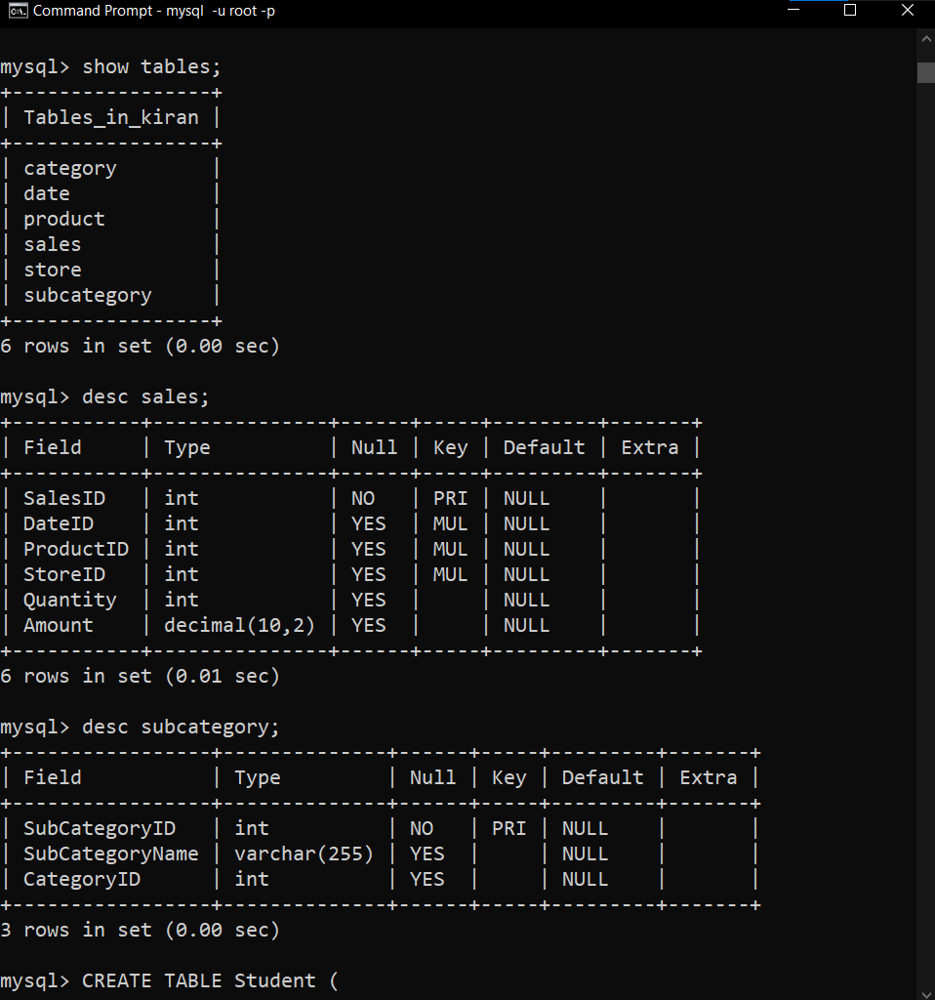 Command Prompt - mysql  -u root -p
mysql> show tables;
+-----------------+
| Tables_in_kiran |
+-----------------+
| category        |
| date            |
| product         |
| sales           |
| store           |
| subcategory     |
+-----------------+
6 rows in set (0.00 sec)
mysql> desc sales;
+-----------+---------------+------+-----+---------+-------+
| Field     | Type          | Null | Key | Default | Extra |
+-----------+---------------+------+-----+---------+-------+
| SalesID   | int           | NO   | PRI | NULL    |       |
| DateID    | int           | YES  | MUL | NULL    |       |
| ProductID | int           | YES  | MUL | NULL    |       |
| StoreID   | int           | YES  | MUL | NULL    |       |
| Quantity  | int           | YES  |     | NULL    |       |
| Amount    | decimal(10,2) | YES  |     | NULL    |       |
+-----------+---------------+------+-----+---------+-------+
6 rows in set (0.01 sec)
mysql> desc subcategory;
+-----------------+--------------+------+-----+---------+-------+
| Field           | Type         | Null | Key | Default | Extra |
+-----------------+--------------+------+-----+---------+-------+
| SubCategoryID   | int          | NO   | PRI | NULL    |       |
| SubCategoryName | varchar(255) | YES  |     | NULL    |       |
| CategoryID      | int          | YES  |     | NULL    |       |
+-----------------+--------------+------+-----+---------+-------+
3 rows in set (0.00 sec)
mysql> CREATE TABLE Student (